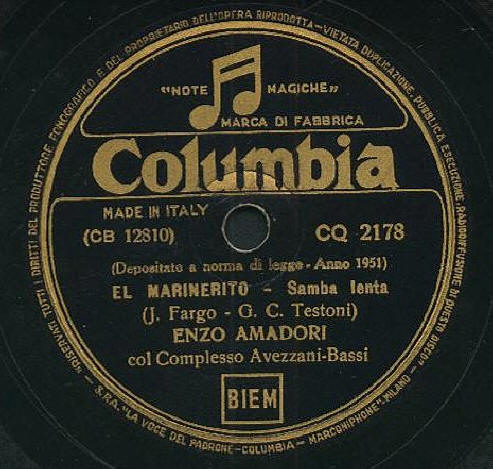 RISERVATI TUTTI I DIRITTI DEL PRODUTTORE FONOGRAFICO E DEL PROPRIETARIO DELL'OPERA RIPRODOTTA - VIETATA DUPLICAZIONE, PUBBLICA ESECUZIONE, RADIODIFFUSIONE DI QUESTO DISCO
"NOTE MAGICHE"
MARCA DI FABBRICA
Columbia
MADE IN ITALY
(CB 12810) CQ 2178
(Depositato a norma di legge - Anno 1951)
EL MARINERITO - Samba lenta
(J. Fargo - G. C. Testoni)
ENZO AMADORI
col Complesso Avezzani-Bassi
BIEM
S.P.A. "LA VOCE DEL PADRONE - COLUMBIA - MARCONIPHONE" MILANO